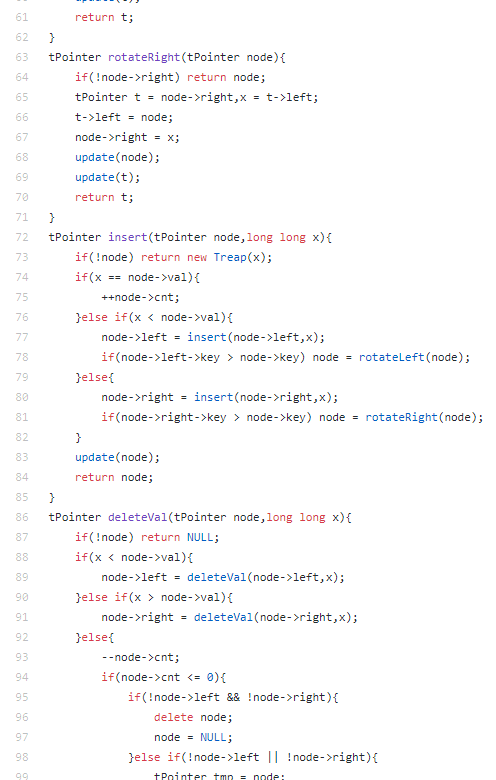 61 return t;
62 }
63 tPointer rotateRight(tPointer node){
64 if(!node->right) return node;
65 tPointer t = node->right,x = t->left;
66 t->left = node;
67 node->right = x;
68 update(node);
69 update(t);
70 return t;
71 }
72 tPointer insert(tPointer node,long long x){
73 if(!node) return new Treap(x);
74 if(x == node->val){
75 ++node->cnt;
76 }else if(x < node->val){
77 node->left = insert(node->left,x);
78 if(node->left->key > node->key) node = rotateLeft(node);
79 }else{
80 node->right = insert(node->right,x);
81 if(node->right->key > node->key) node = rotateRight(node);
82 }
83 update(node);
84 return node;
85 }
86 tPointer deleteVal(tPointer node,long long x){
87 if(!node) return NULL;
88 if(x < node->val){
89 node->left = deleteVal(node->left,x);
90 }else if(x > node->val){
91 node->right = deleteVal(node->right,x);
92 }else{
93 --node->cnt;
94 if(node->cnt <= 0){
95 if(!node->left && !node->right){
96 delete node;
97 node = NULL;
98 }else if(!node->left || !node->right){
99 tPointer tmp = node;